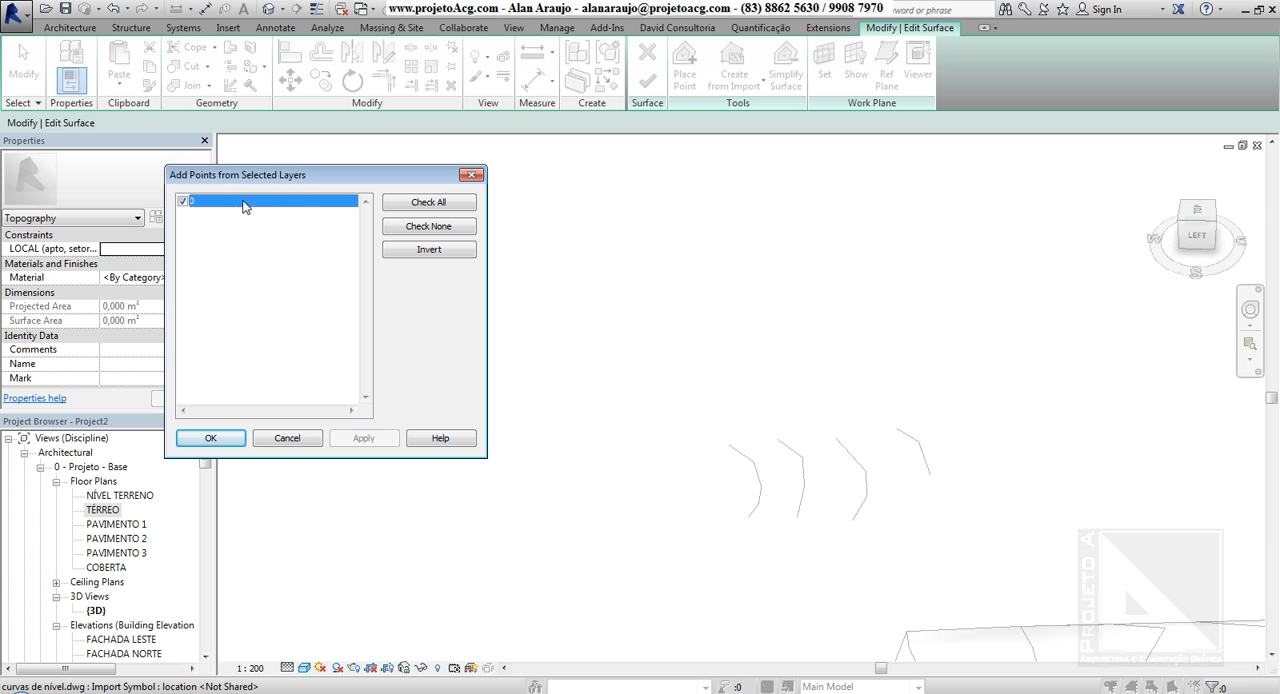 www.projetoAcg.com - Alan Araujo - alanaraujo@projetoacg.com - (83) 8862 5630 / 9908 7970
word or phrase
Sign In
Architecture Structure Systems Insert Annotate Analyze Massing & Site Collaborate View Manage Add-Ins David Consultoria Quantificação Extensions Modify | Edit Surface
Modify
Paste
Cope
Cut
Join
Place Point
Create from Import
Simplify Surface
Set
Show
Ref Plane
Viewer
Select Properties Clipboard Geometry Modify View Measure Create Surface Tools Work Plane
Modify | Edit Surface
Properties
Topography
Constraints
LOCAL (apto, setor...
Materials and Finishes
Material <By Category>
Dimensions
Projected Area 0,000 m²
Surface Area 0,000 m²
Identity Data
Comments
Name
Mark
Properties help
Project Browser - Project2
Views (Discipline)
Architectural
0 - Projeto - Base
Floor Plans
NÍVEL TERRENO
TÉRREO
PAVIMENTO 1
PAVIMENTO 2
PAVIMENTO 3
COBERTA
Ceiling Plans
3D Views
{3D}
Elevations (Building Elevation
FACHADA LESTE
FACHADA NORTE
Add Points from Selected Layers
0
Check All
Check None
Invert
OK Cancel Apply Help
LEFT
W
S
PROJETO A
1 : 200
curvas de nível.dwg : Import Symbol : location <Not Shared>
:0
Main Model
:0